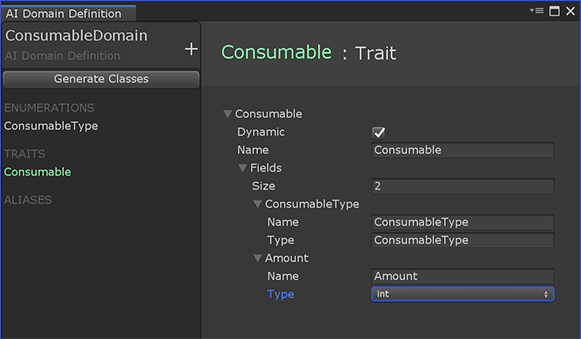 AI Domain Definition
ConsumableDomain
AI Domain Definition
Generate Classes
ENUMERATIONS
ConsumableType
TRAITS
Consumable
ALIASES
Consumable : Trait
Consumable
Dynamic
Name Consumable
Fields
Size 2
ConsumableType
Name ConsumableType
Type ConsumableType
Amount
Name Amount
Type int